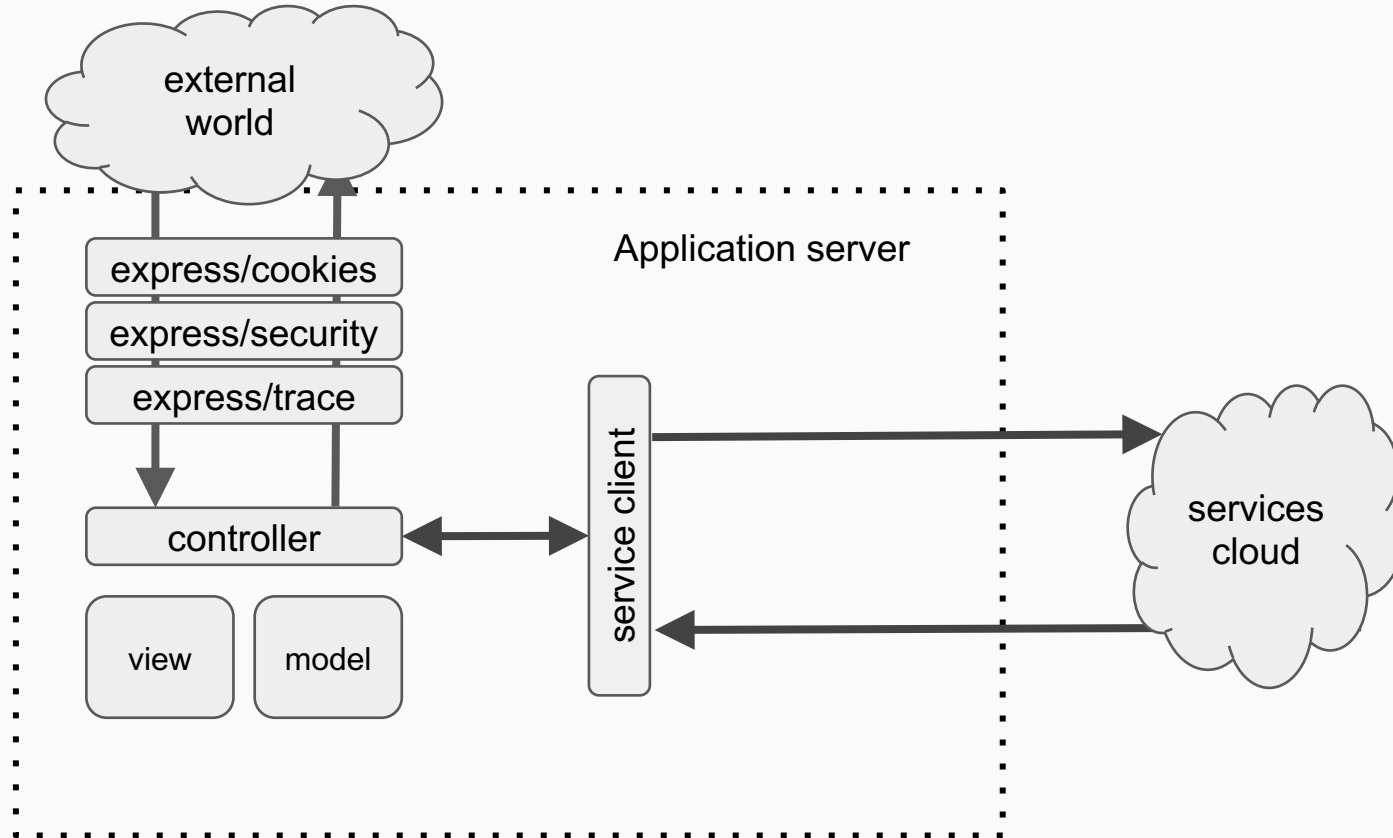 external
world
Application server
express/cookies
express/security
express/trace
controller
service client
services
cloud
view
model